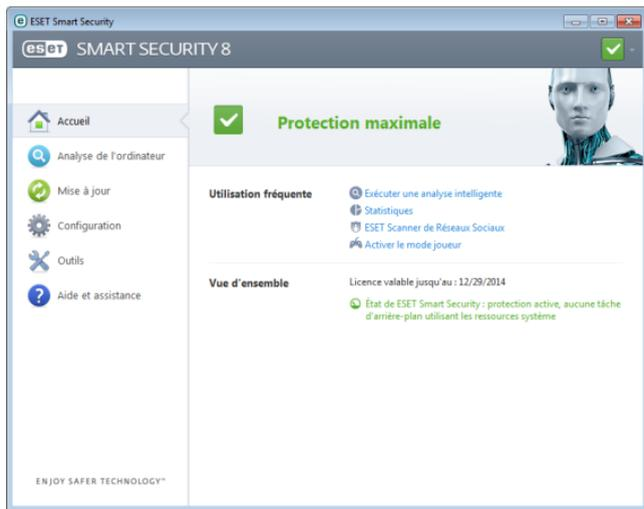 ESET Smart Security
eset SMART SECURITY 8
Accueil
Analyse de l'ordinateur
Mise à jour
Configuration
Outils
Aide et assistance
ENJOY SAFER TECHNOLOGY™
Protection maximale
Utilisation fréquente
Exécuter une analyse intelligente
Statistiques
ESET Scanner de Réseaux Sociaux
Activer le mode joueur
Vue d'ensemble
Licence valable jusqu'au : 12/29/2014
État de ESET Smart Security : protection active, aucune tâche
d'arrière-plan utilisant les ressources système